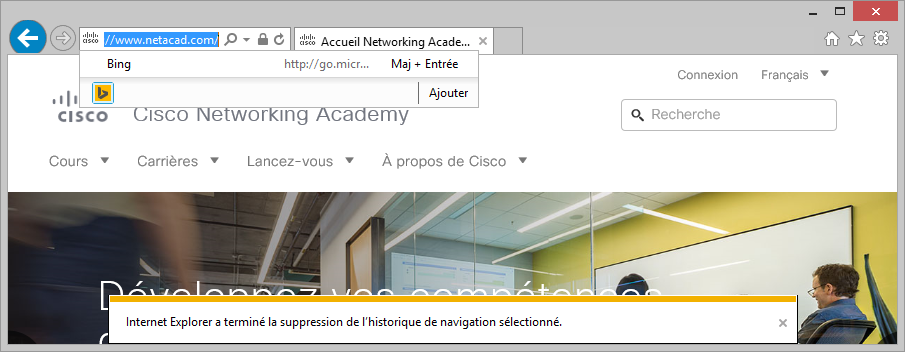 //www.netacad.com/
Accueil Networking Acade...
Bing http://go.micr... Maj + Entrée
Ajouter
Connexion Français
cisco
Cisco Networking Academy
Recherche
Cours Carrières Lancez-vous À propos de Cisco
Développez vos compétences
Internet Explorer a terminé la suppression de l'historique de navigation sélectionné.